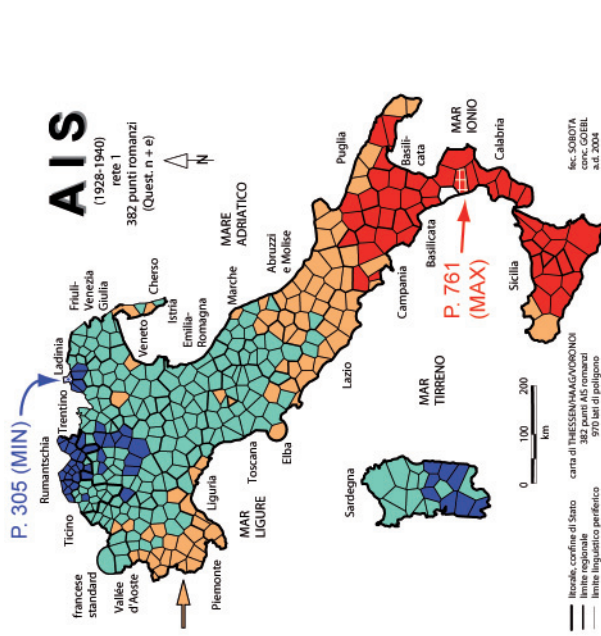 AIS
(1928-1940)
rete 1
382 punti romanzi
(Quest. n + e)
N
P. 305 (MIN)
Rumantschia
Trentino
Ladinia
Friuli-
Venezia
Giulia
Ticino
Cherso
Istria
Veneto
Emilia-
Romagna
francese
standard
Vallée
d'Aoste
Piemonte
Liguria
MAR
LIGURE
Toscana
Elba
Marche
MARE
ADRIATICO
Abruzzi
e Molise
Lazio
Puglia
Campania
Basili-
cata
Basilicata
MAR
IONIO
Calabria
P. 761
(MAX)
Sicilia
MAR
TIRRENO
Sardegna
0 100 200
km
litorale, confine di Stato
limite regionale
limite linguistico periferico
carta di THIESSEN/HAAG/VORONOI
382 punti AIS romanzi
970 lati di poligono
fec. SOBOTA
conc. GOEBL
a.d. 2004